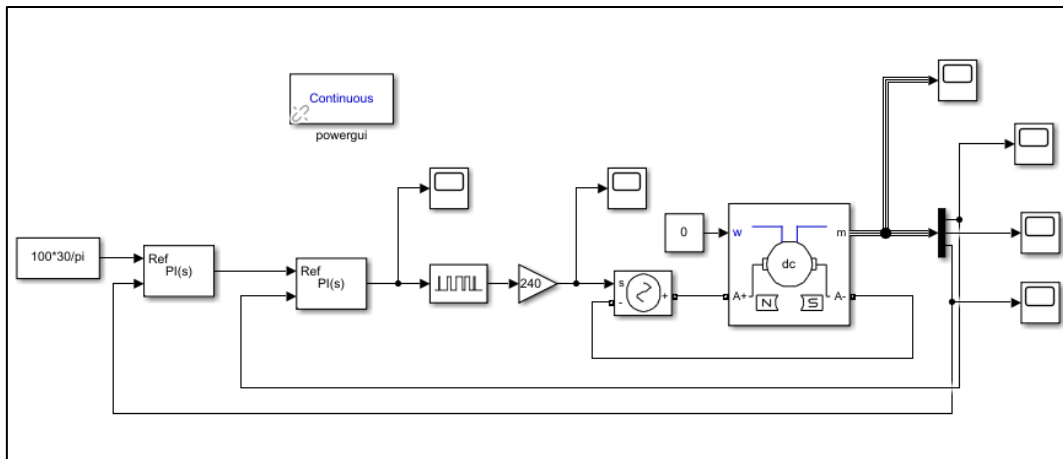 Continuous
powergui
100*30/pi
Ref
PI(s)
Ref
PI(s)
240
s
-
+
0
w
m
dc
A+
N
S
A-